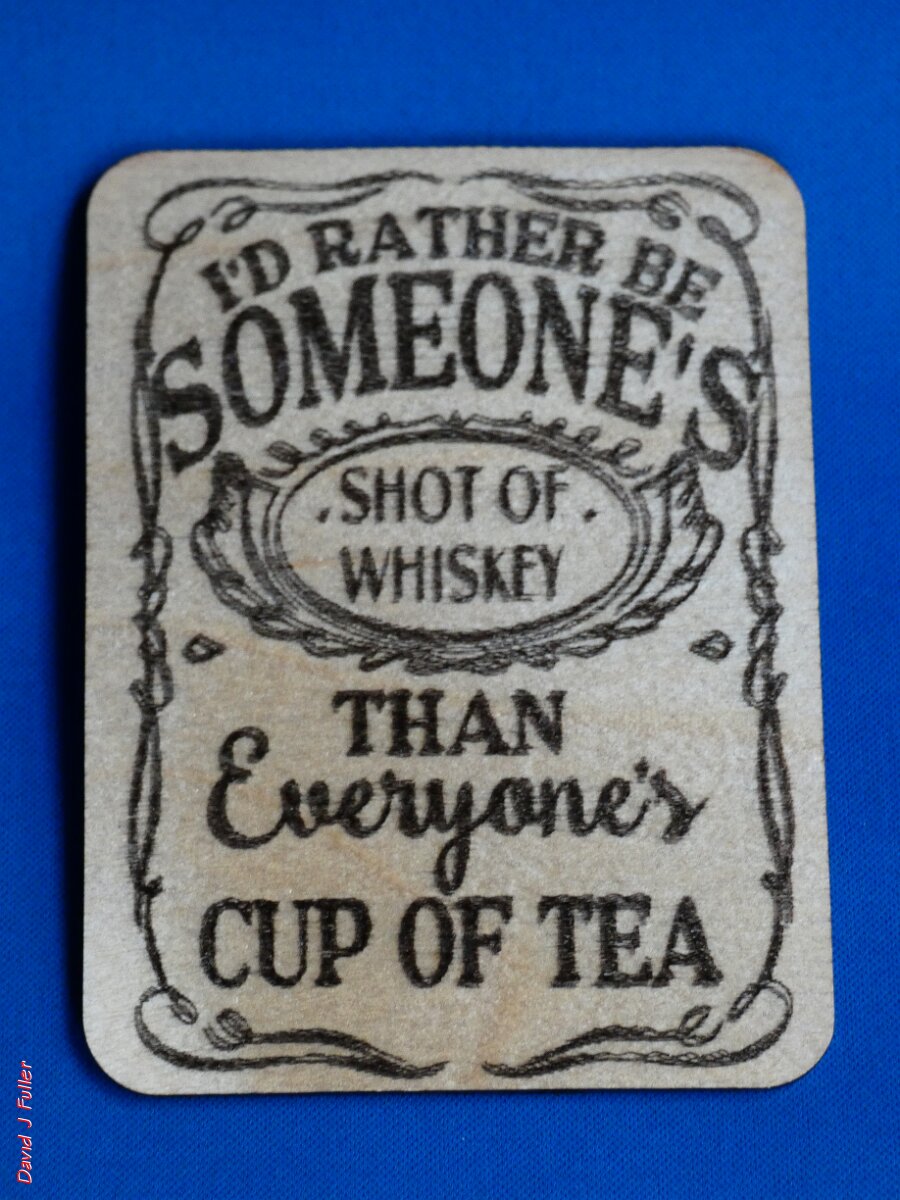 I'D RATHER BE
SOMEONE'S
. SHOT OF .
WHISKEY
THAN
Everyone's
CUP OF TEA
David J Fuller